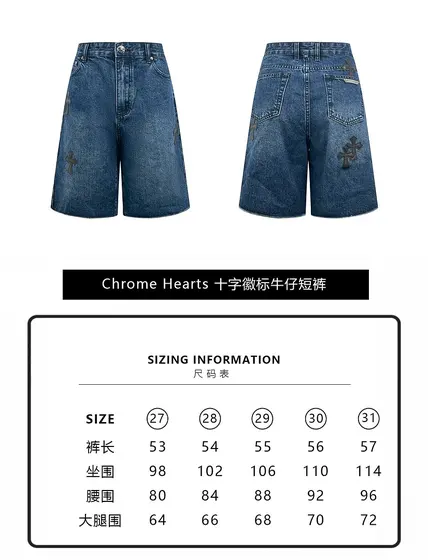 Chrome Hearts 十字徽标牛仔短裤
SIZING INFORMATION
尺码表
SIZE 27 28 29 30 31
裤长 53 54 55 56 57
坐围 98 102 106 110 114
腰围 80 84 88 92 96
大腿围 64 66 68 70 72